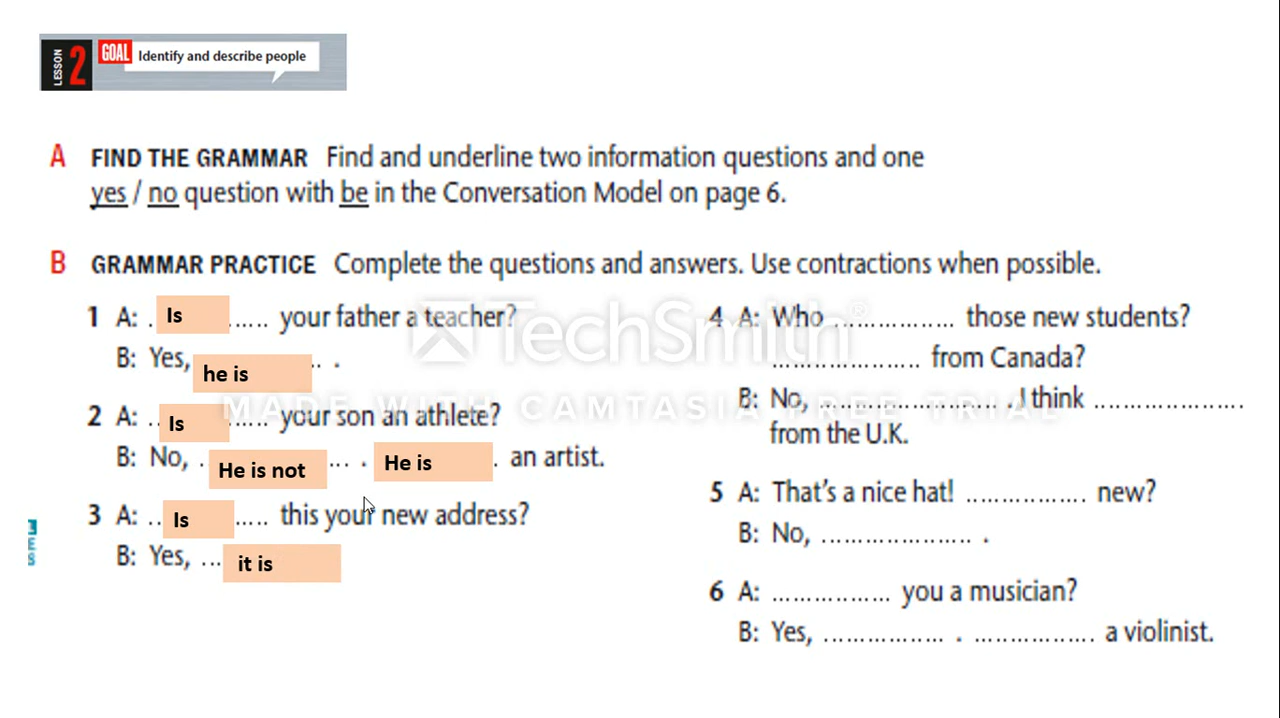 LESSON 2 GOAL Identify and describe people
A FIND THE GRAMMAR Find and underline two information questions and one
yes / no question with be in the Conversation Model on page 6.
B GRAMMAR PRACTICE Complete the questions and answers. Use contractions when possible.
1 A: . Is ...... your father a teacher?
B: Yes, he is .. .
2 A: .. Is ...... your son an athlete?
B: No, . He is not ... . He is . an artist.
3 A: .. Is ..... this your new address?
B: Yes, ... it is
4 A: Who ................ those new students?
.................... from Canada?
B: No, ........................ . I think ....................
from the U.K.
5 A: That's a nice hat! ................ new?
B: No, .................... .
6 A: ................ you a musician?
B: Yes, ................ . ................ a violinist.
TechSmith®
MADE WITH CAMTASIA FREE TRIAL